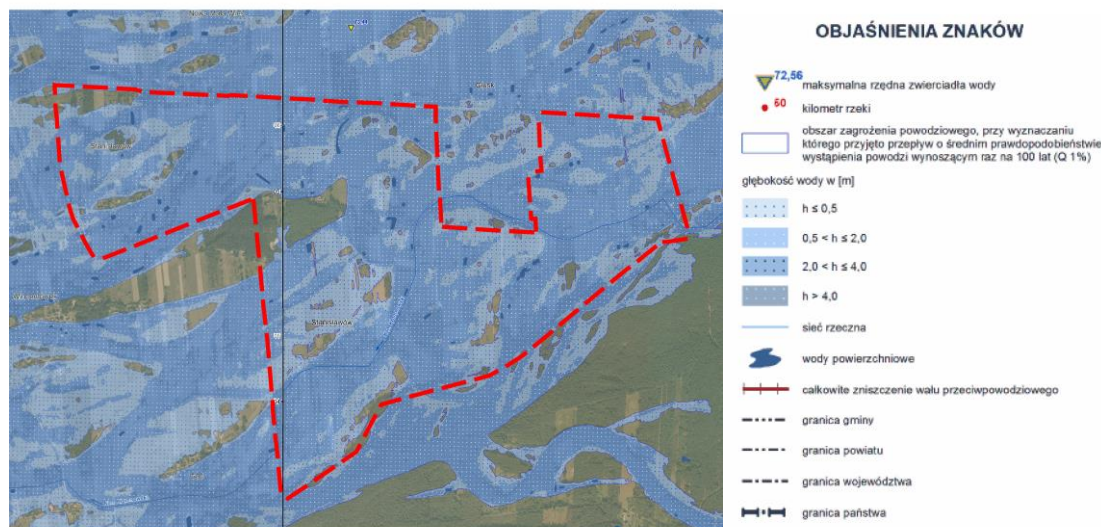 Stanisławów
OBJAŚNIENIA ZNAKÓW
72,56
maksymalna rzędna zwierciadła wody
60
kilometr rzeki
obszar zagrożenia powodziowego, przy wyznaczaniu
którego przyjęto przepływ o średnim prawdopodobieństwie
wystąpienia powodzi wynoszącym raz na 100 lat (Q 1%)
głębokość wody w [m]
h ≤ 0,5
0,5 < h ≤ 2,0
2,0 < h ≤ 4,0
h > 4,0
sieć rzeczna
wody powierzchniowe
całkowite zniszczenie wału przeciwpowodziowego
granica gminy
granica powiatu
granica województwa
granica państwa